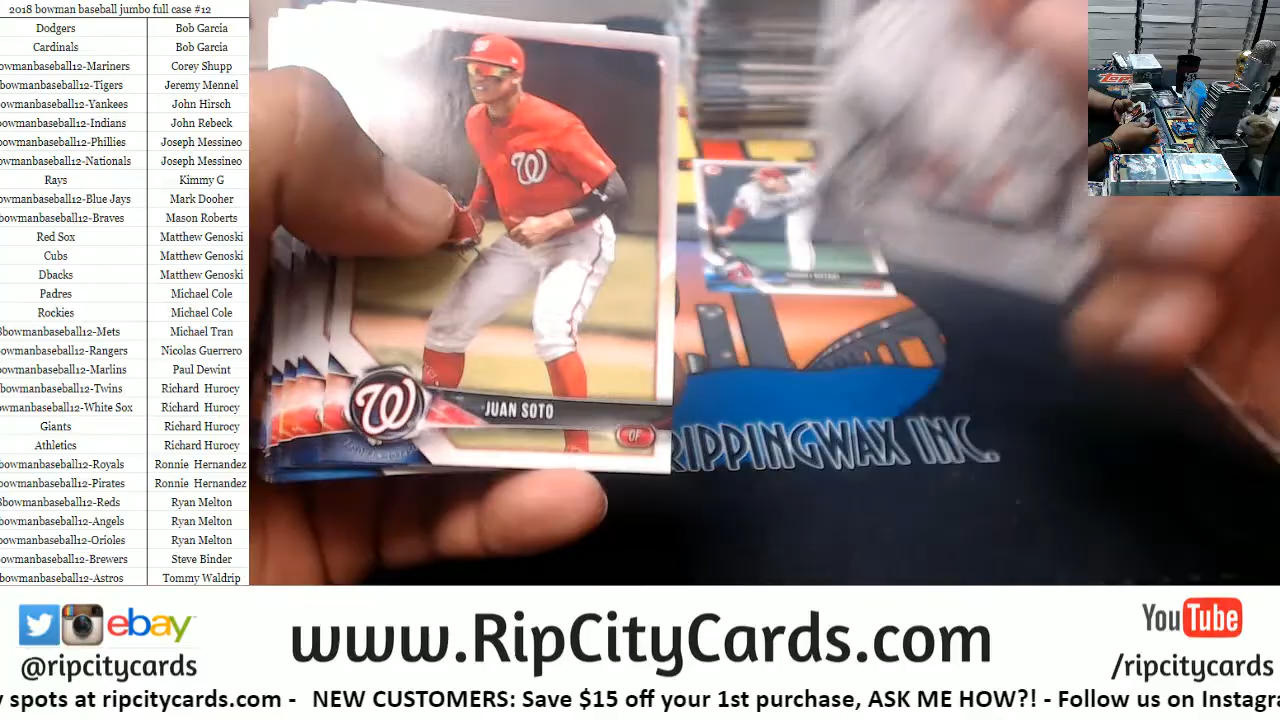 2018 bowman baseball jumbo full case #12
Dodgers Bob Garcia
Cardinals Bob Garcia
owmanbaseball12-Mariners Corey Shupp
owmanbaseball12-Tigers Jeremy Mennel
owmanbaseball12-Yankees John Hirsch
owmanbaseball12-Indians John Rebeck
owmanbaseball12-Phillies Joseph Messineo
owmanbaseball12-Nationals Joseph Messineo
Rays Kimmy G
owmanbaseball12-Blue Jays Mark Dooher
owmanbaseball12-Braves Mason Roberts
Red Sox Matthew Genoski
Cubs Matthew Genoski
Dbacks Matthew Genoski
Padres Michael Cole
Rockies Michael Cole
8bowmanbaseball12-Mets Michael Tran
owmanbaseball12-Rangers Nicolas Guerrero
owmanbaseball12-Marlins Paul Dewint
owmanbaseball12-Twins Richard Hurocy
wmanbaseball12-White Sox Richard Hurocy
Giants Richard Hurocy
Athletics Richard Hurocy
owmanbaseball12-Royals Ronnie Hernandez
owmanbaseball12-Pirates Ronnie Hernandez
8bowmanbaseball12-Reds Ryan Melton
owmanbaseball12-Angels Ryan Melton
owmanbaseball12-Orioles Ryan Melton
owmanbaseball12-Brewers Steve Binder
owmanbaseball12-Astros Tommy Waldrip
W
W
W
JUAN SOTO
OF
RIPPINGWAX INC.
TOPPS
ebay
@ripcitycards
www.RipCityCards.com
YouTube
/ripcitycards
y spots at ripcitycards.com - NEW CUSTOMERS: Save $15 off your 1st purchase, ASK ME HOW?! - Follow us on Instagra